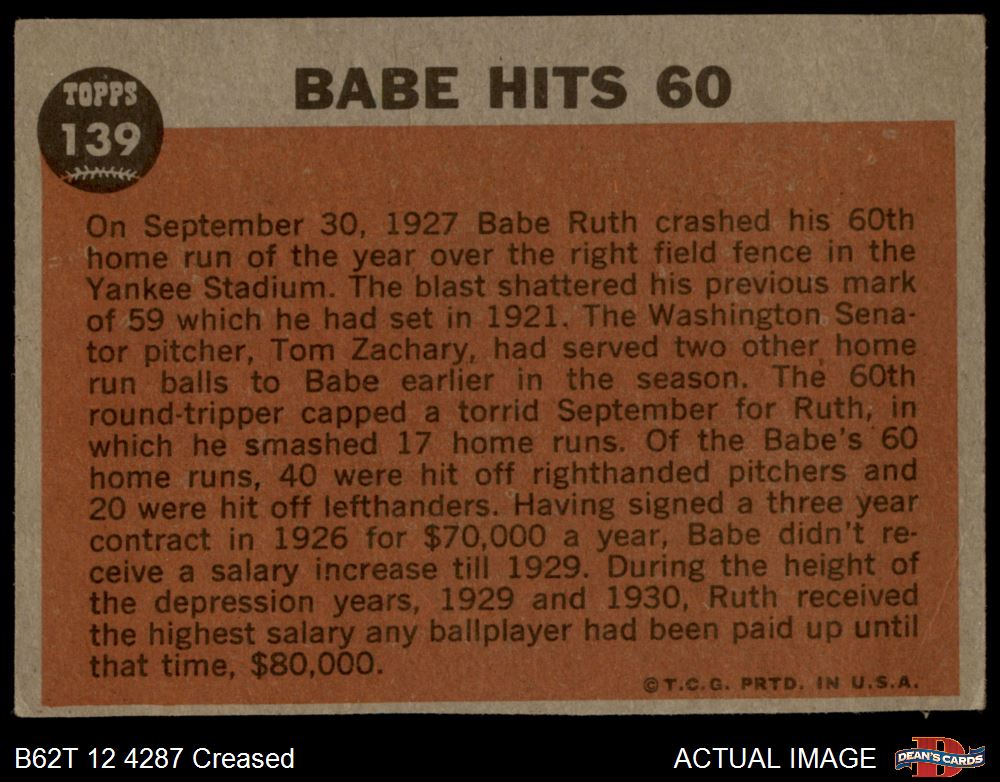 BABE HITS 60
TOPPS
139
On September 30, 1927 Babe Ruth crashed his 60th
home run of the year over the right field fence in the
Yankee Stadium. The blast shattered his previous mark
of 59 which he had set in 1921. The Washington Sena-
tor pitcher, Tom Zachary, had served two other home
run balls to Babe earlier in the season. The 60th
round-tripper capped a torrid September for Ruth, in
which he smashed 17 home runs. Of the Babe's 60
home runs, 40 were hit off righthanded pitchers and
20 were hit off lefthanders. Having signed a three year
contract in 1926 for $70,000 a year, Babe didn't re-
ceive a salary increase till 1929. During the height of
the depression years, 1929 and 1930, Ruth received
the highest salary any ballplayer had been paid up until
that time, $80,000.
© T.C.G. PRTD. IN U.S.A.
B62T 12 4287 Creased
ACTUAL IMAGE
D
DEAN'S CARDS